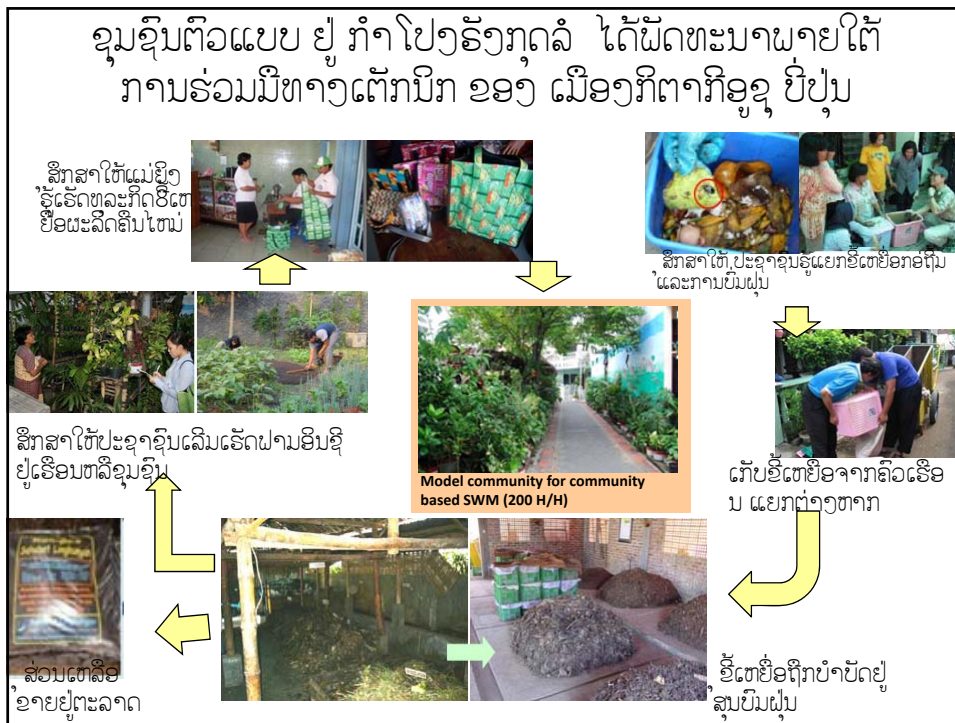 ຊຸມຊົນຕົວແບບ ຢູ່ ກຳໂປງຣັງກຸດລໍ ໄດ້ພັດທະນາພາຍໃຕ້
ການຮ່ວມມືທາງເຕັກນິກ ຂອງ ເມືອງກິຕາກີອູຊຸ ຍີ່ປຸ່ນ
ສຶກສາໃຫ້ແມ່ຍິງ
ຮູ້ເຮັດທຸລະກິດຂີ້ເຫ
ຍື້ອຜະລິດຄືນໄຫມ່
ສຶກສາໃຫ້ ປະຊາຊົນຮູ້ແຍກຂີ້ເຫຍື່ອກອ່ຖີ້ມ
ແລະການບົ່ມຝຸ່ນ
ສຶກສາໃຫ້ປະຊາຊົນເລີ່ມເຮັດຟາມອິນຊີ
ຢູ່ເຮືອນຫລືຊຸມຊົນ
Model community for community
based SWM (200 H/H)
ເກັບຂີ້ເຫຍື່ອຈາກຄົວເຮືອ
ນ ແຍກຕ່າງຫາກ
ສ່ວນເຫລືອ
ຂາຍຢູ່ຕະລາດ
ຂີ້ເຫຍື່ອຖືກບຳບັດຢູ່
ສູນບົ່ມຝຸ່ນ